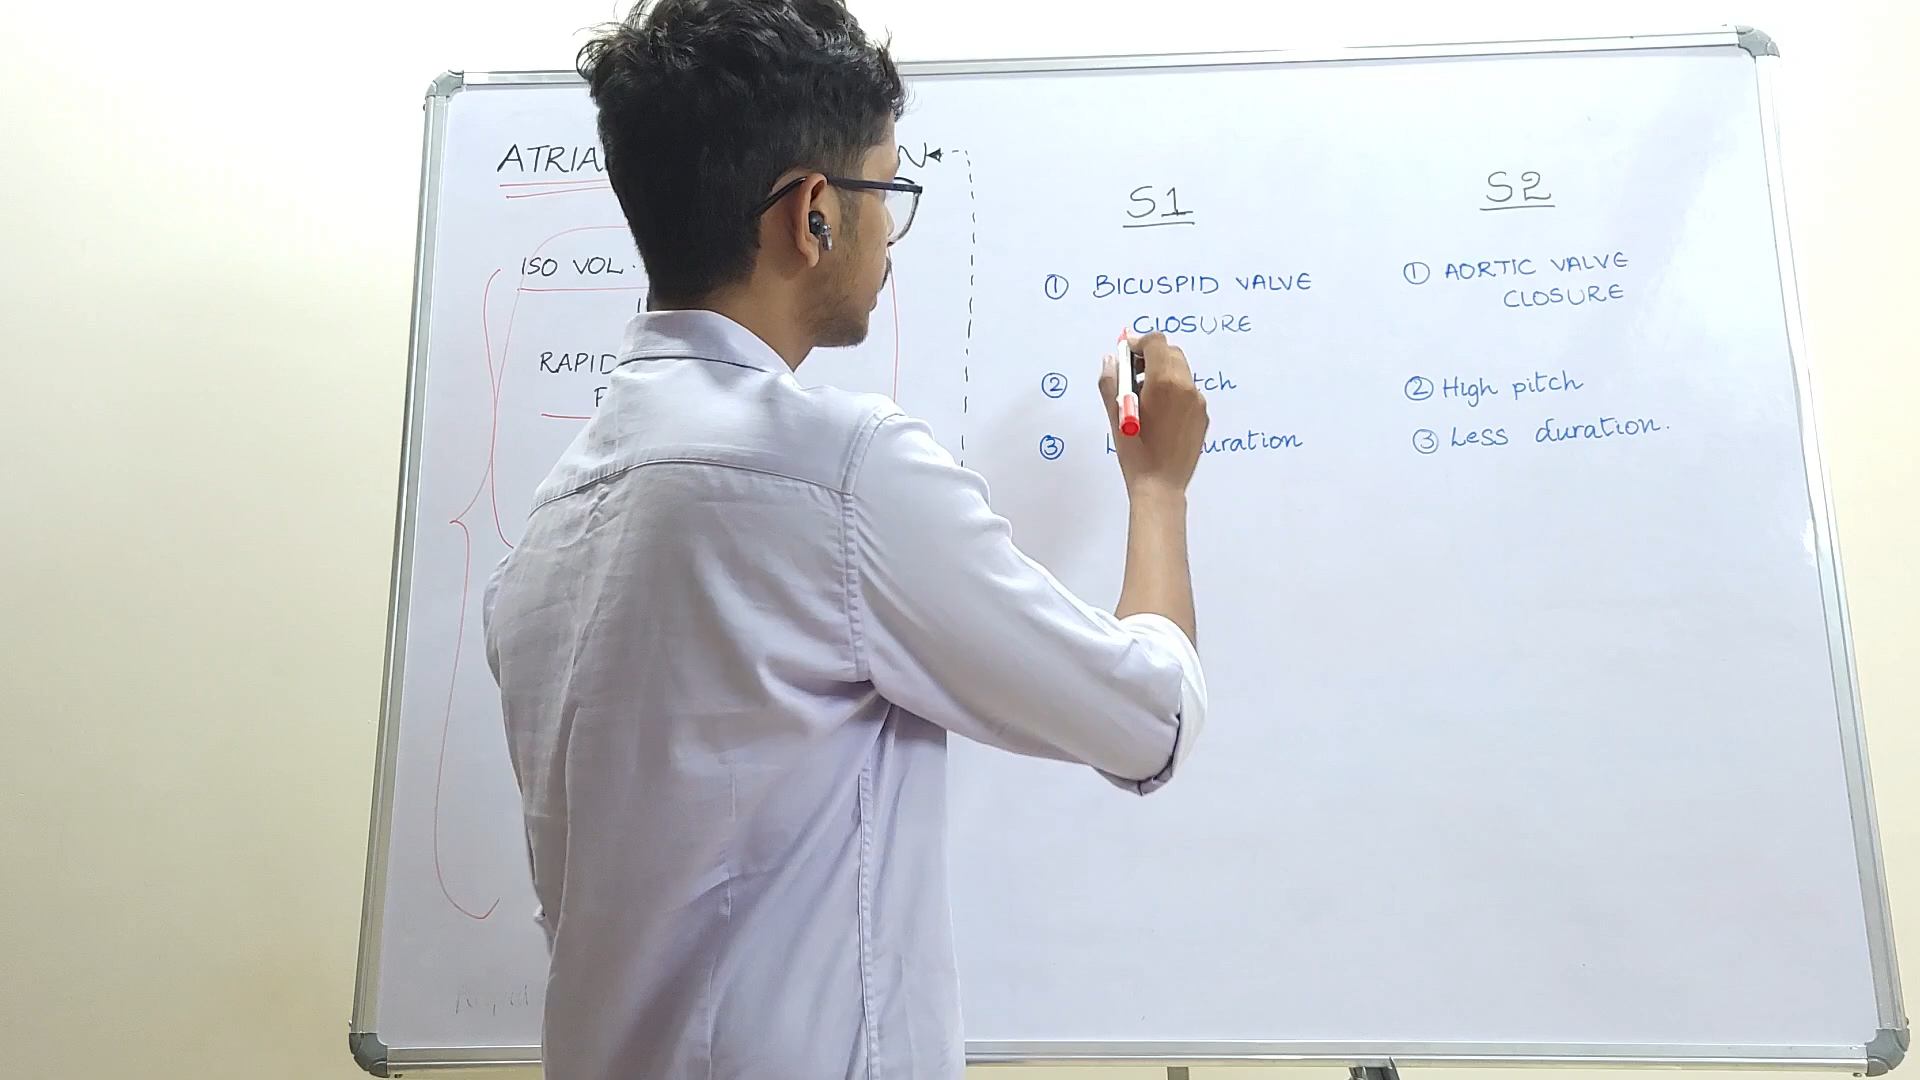 ATRIA
N
ISO VOL.
RAPID
F
S1
① BICUSPID VALVE
CLOSURE
② tch
③ L uration
S2
① AORTIC VALVE
CLOSURE
② High pitch
③ Less duration.